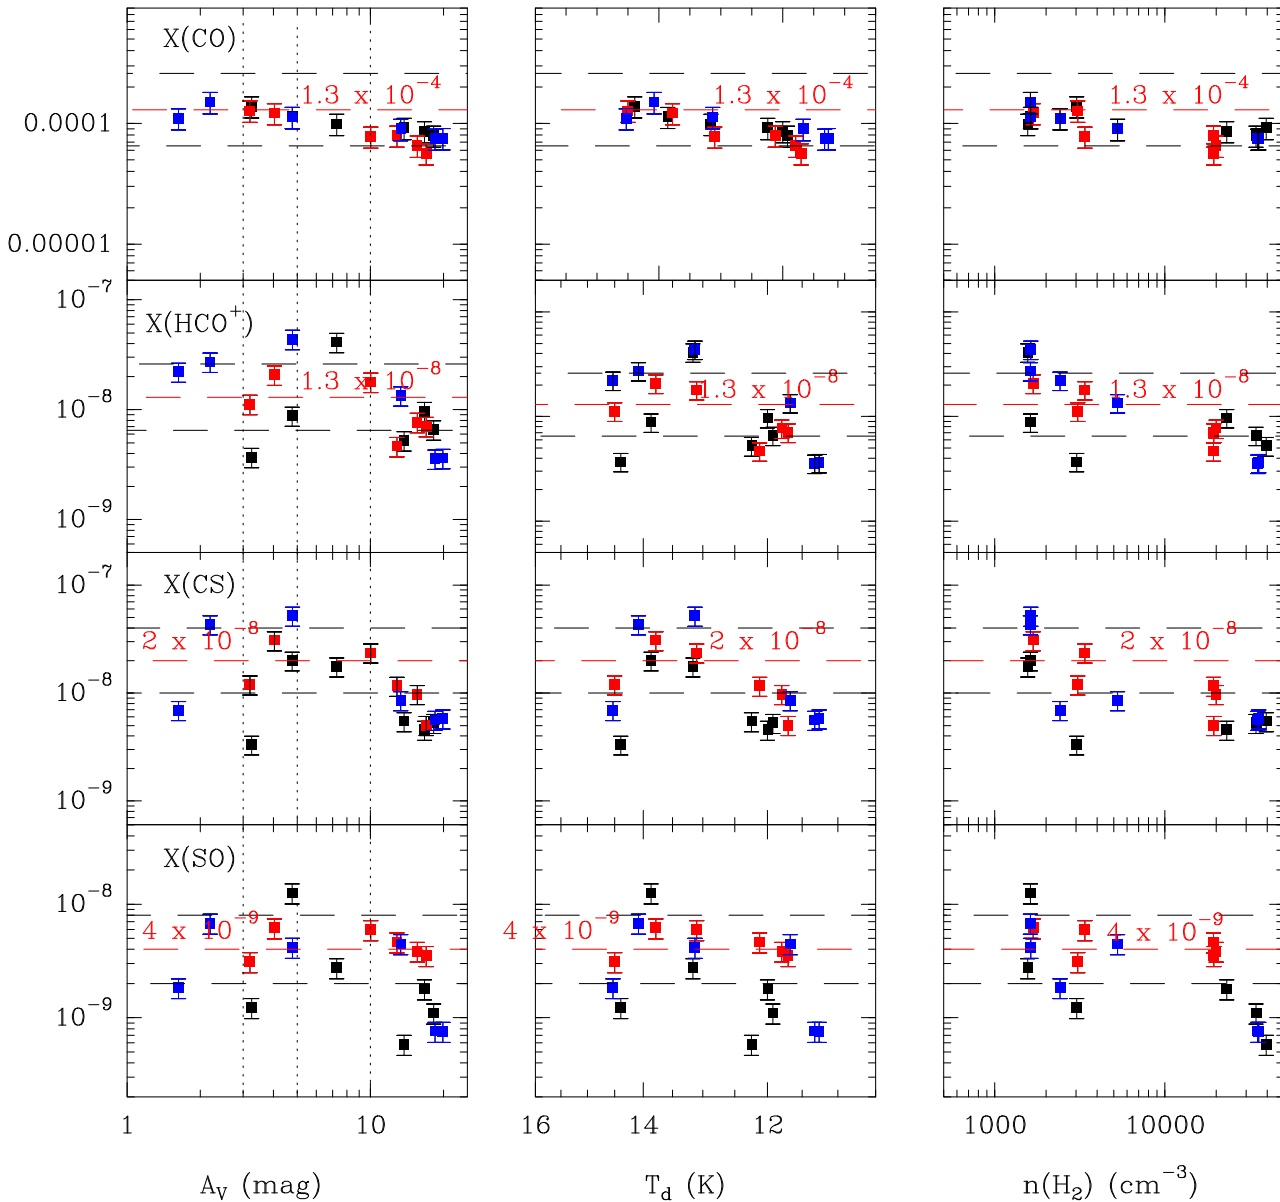 X(CO)
1.3 x 10⁻⁴
1.3 x 10⁻⁴
1.3 x 10⁻⁴
0.0001
0.00001
10⁻⁷
X(HCO⁺)
1.3 x 10⁻⁸
1.3 x 10⁻⁸
1.3 x 10⁻⁸
10⁻⁸
10⁻⁹
10⁻⁷
X(CS)
2 x 10⁻⁸
2 x 10⁻⁸
2 x 10⁻⁸
10⁻⁸
10⁻⁹
X(SO)
10⁻⁸
4 x 10⁻⁹
4 x 10⁻⁹
4 x 10⁻⁹
10⁻⁹
1 10 16 14 12 1000 10000
A_V (mag) T_d (K) n(H₂) (cm⁻³)